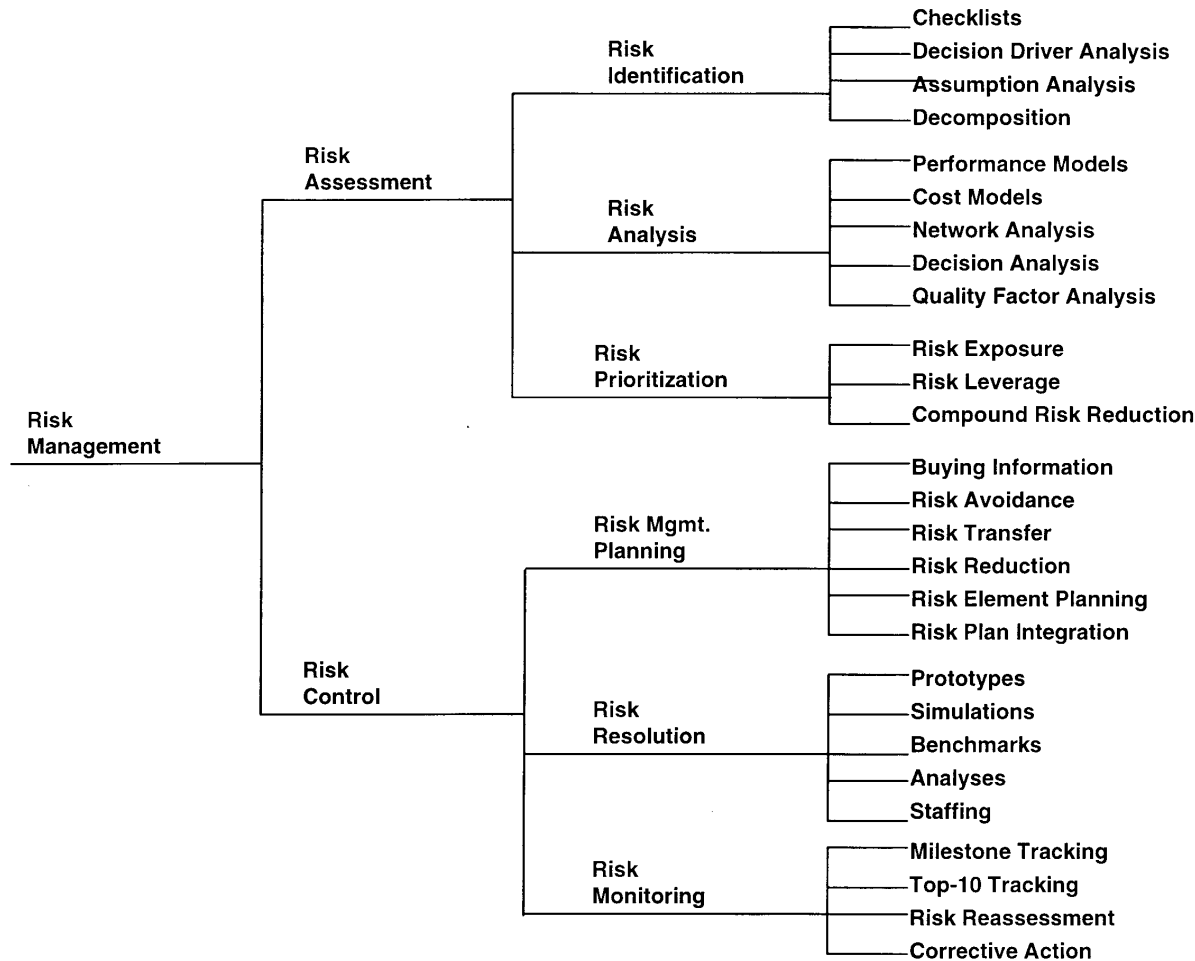 Risk
Management
Risk
Assessment
Risk
Identification
Checklists
Decision Driver Analysis
Assumption Analysis
Decomposition
Risk
Analysis
Performance Models
Cost Models
Network Analysis
Decision Analysis
Quality Factor Analysis
Risk
Prioritization
Risk Exposure
Risk Leverage
Compound Risk Reduction
Risk
Control
Risk Mgmt.
Planning
Buying Information
Risk Avoidance
Risk Transfer
Risk Reduction
Risk Element Planning
Risk Plan Integration
Risk
Resolution
Prototypes
Simulations
Benchmarks
Analyses
Staffing
Risk
Monitoring
Milestone Tracking
Top-10 Tracking
Risk Reassessment
Corrective Action